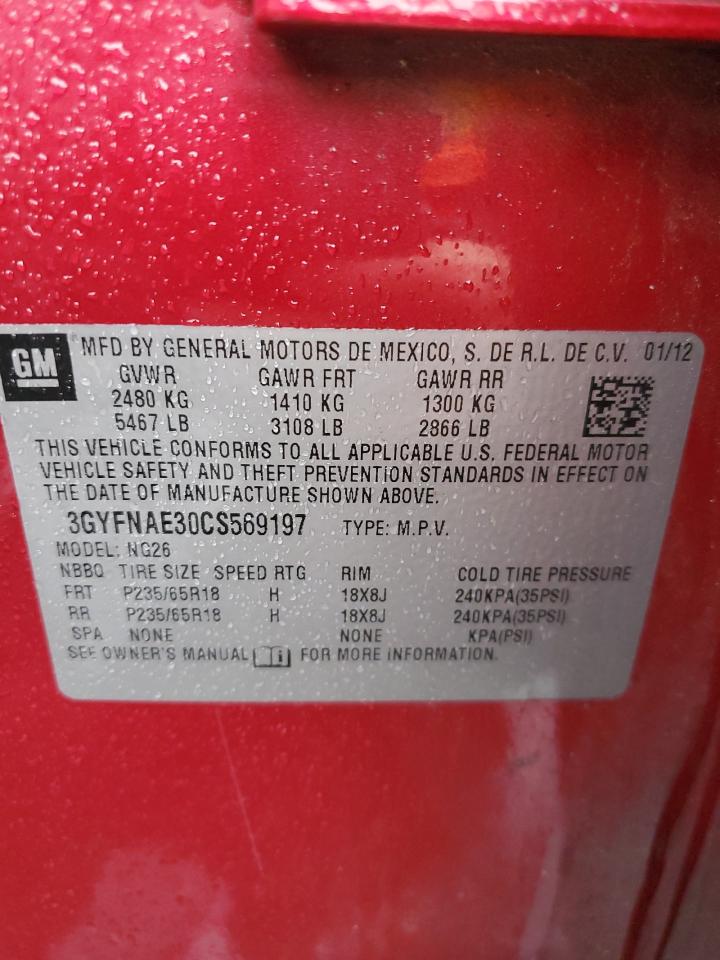 GM MFD BY GENERAL MOTORS DE MEXICO, S. DE R.L. DE C.V. 01/12
GVWR GAWR FRT GAWR RR
2480 KG 1410 KG 1300 KG
5467 LB 3108 LB 2866 LB
THIS VEHICLE CONFORMS TO ALL APPLICABLE U.S. FEDERAL MOTOR
VEHICLE SAFETY AND THEFT PREVENTION STANDARDS IN EFFECT ON
THE DATE OF MANUFACTURE SHOWN ABOVE.
3GYFNAE30CS569197 TYPE: M.P.V.
MODEL: NG26
NBBQ TIRE SIZE SPEED RTG RIM COLD TIRE PRESSURE
FRT P235/65R18 H 18X8J 240KPA(35PSI)
RR P235/65R18 H 18X8J 240KPA(35PSI)
SPA NONE NONE KPA(PSI)
SEE OWNER'S MANUAL FOR MORE INFORMATION.